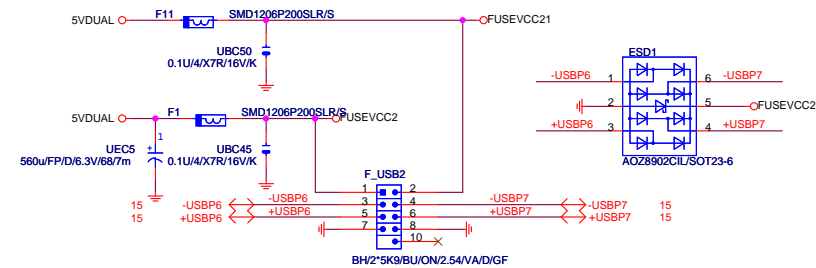 F11 SMD1206P200SLR/S
5VDUAL FUSEVCC21
UBC50
0.1U/4/X7R/16V/K
ESD1
-USBP6 1 6 -USBP7
2 5 FUSEVCC2
+USBP6 3 4 +USBP7
AOZ8902CIL/SOT23-6
F1 SMD1206P200SLR/S
5VDUAL FUSEVCC2
1
+
UEC5
560u/FP/D/6.3V/68/7m
UBC45
0.1U/4/X7R/16V/K
F_USB2
1 2
15 -USBP6 -USBP6 3 4 -USBP7 -USBP7 15
15 +USBP6 +USBP6 5 6 +USBP7 +USBP7 15
7 8
10
BH/2*5K9/BU/ON/2.54/VA/D/GF